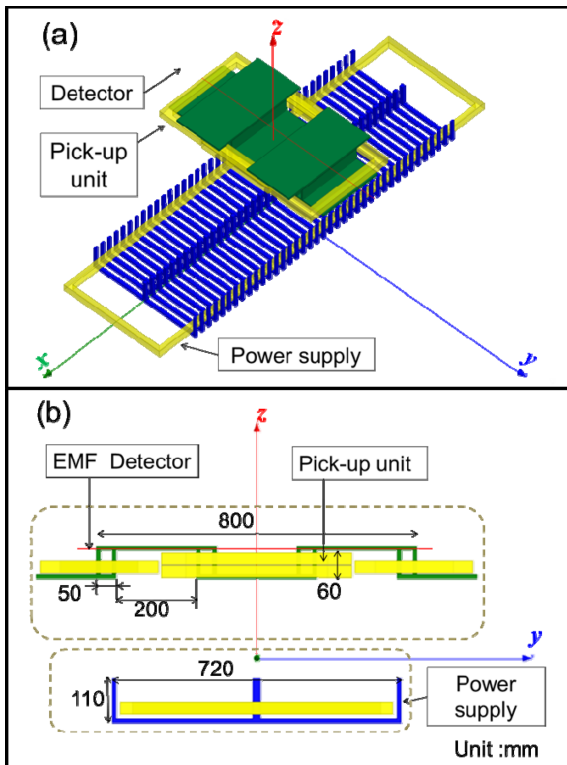 (a)
z
Detector
Pick-up
unit
x
Power supply
y
(b)
z
EMF Detector
Pick-up unit
800
50
200
60
y
720
110
Power
supply
Unit :mm